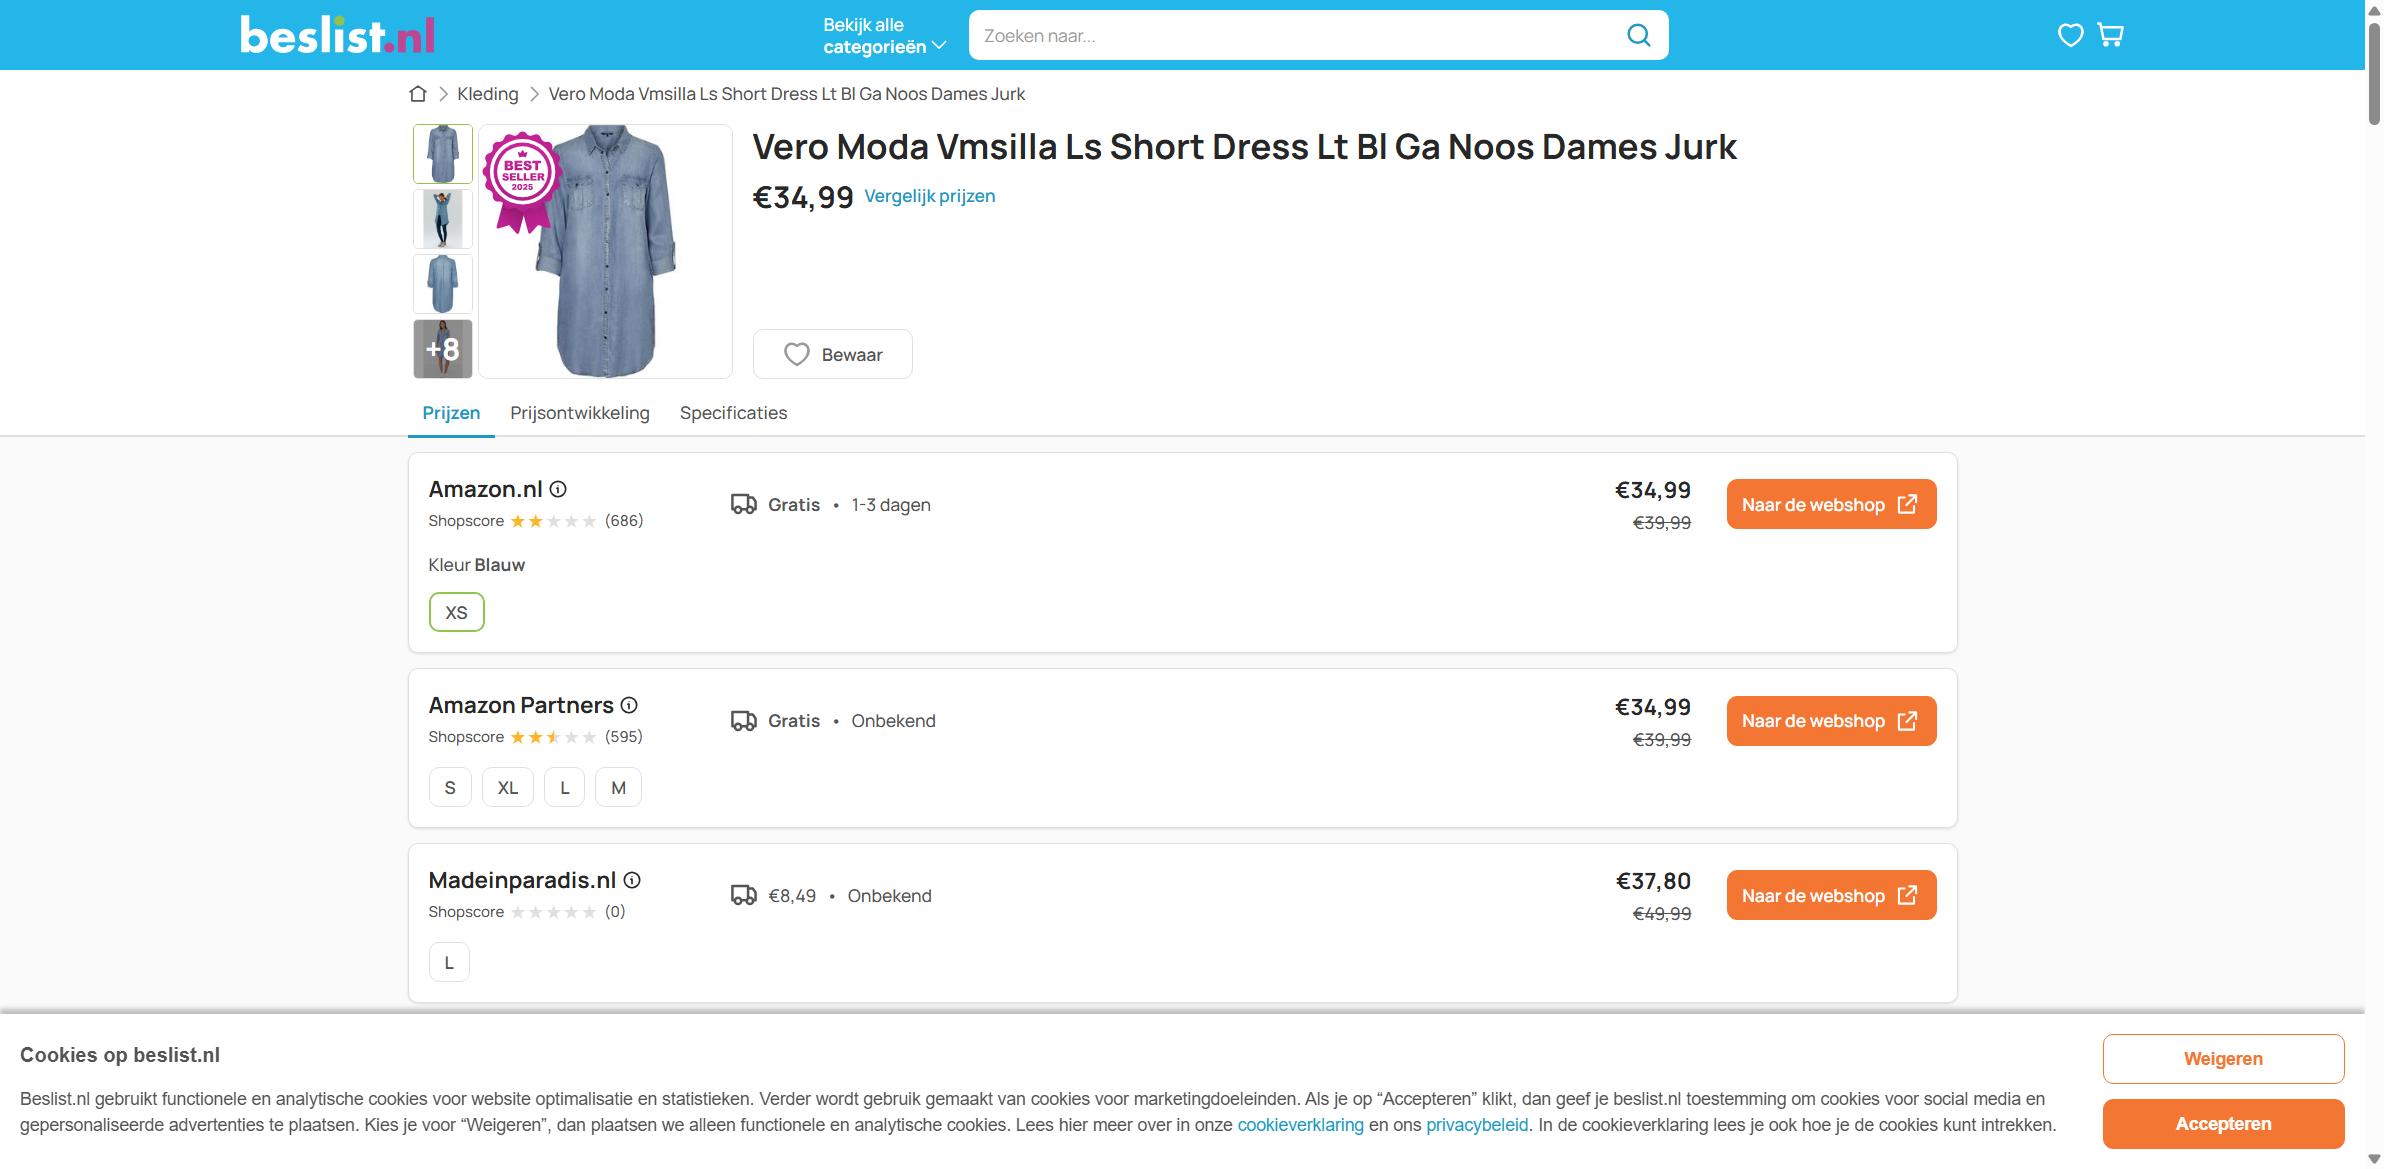 beslist.nl
Bekijk alle
categorieën
Zoeken naar...
Kleding
Vero Moda Vmsilla Ls Short Dress Lt Bl Ga Noos Dames Jurk
BEST
SELLER
2025
+8
Vero Moda Vmsilla Ls Short Dress Lt Bl Ga Noos Dames Jurk
€34,99 Vergelijk prijzen
Bewaar
Prijzen Prijsontwikkeling Specificaties
Amazon.nl
Shopscore (686)
Gratis • 1-3 dagen
€34,99
€39,99
Naar de webshop
Kleur Blauw
XS
Amazon Partners
Shopscore (595)
Gratis • Onbekend
€34,99
€39,99
Naar de webshop
S XL L M
Madeinparadis.nl
Shopscore (0)
€8,49 • Onbekend
€37,80
€49,99
Naar de webshop
L
Cookies op beslist.nl
Beslist.nl gebruikt functionele en analytische cookies voor website optimalisatie en statistieken. Verder wordt gebruik gemaakt van cookies voor marketingdoeleinden. Als je op “Accepteren” klikt, dan geef je beslist.nl toestemming om cookies voor social media en
gepersonaliseerde advertenties te plaatsen. Kies je voor “Weigeren”, dan plaatsen we alleen functionele en analytische cookies. Lees hier meer over in onze cookieverklaring en ons privacybeleid. In de cookieverklaring lees je ook hoe je de cookies kunt intrekken.
Weigeren
Accepteren